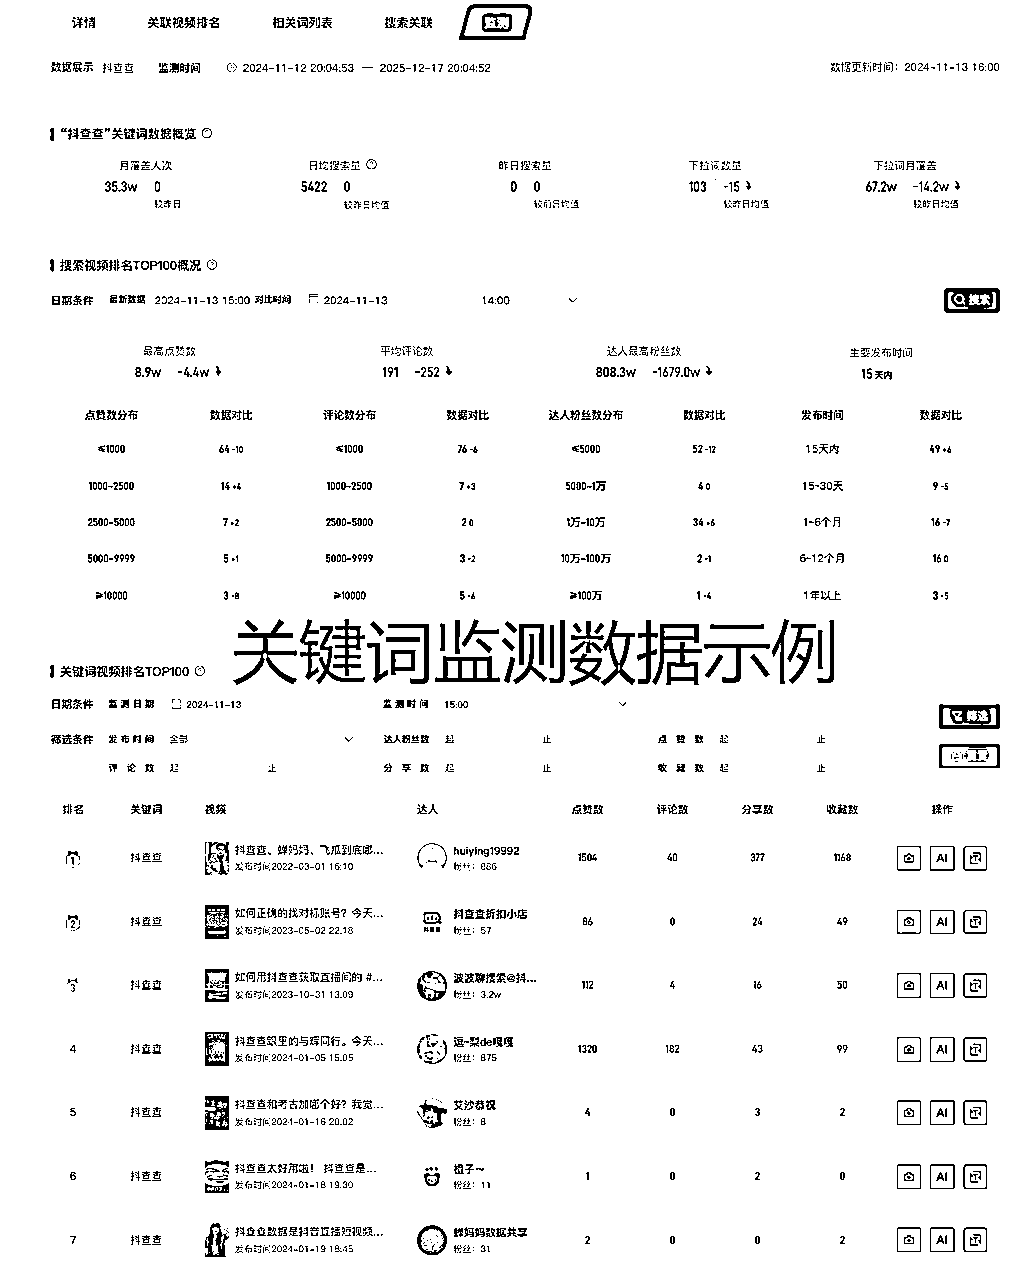 详情 关联视频排名 相关词列表 搜索关联 监测
数据展示 抖查查 监测时间 2024-11-12 20:04:53 — 2025-12-17 20:04:52 数据更新时间：2024-11-13 16:00
“抖查查”关键词数据概览
月覆盖人次 日均搜索量 昨日搜索量 下拉词数量 下拉词月覆盖
35.3w 0 5422 0 0 0 103 -15 67.2w -14.2w
较昨日 较昨日均值 较前日均值 较昨日均值 较昨日均值
搜索视频排名TOP100概况
日期条件 最新数据 2024-11-13 15:00 对比时间 2024-11-13 14:00 搜索
最高点赞数 平均评论数 达人最高粉丝数 主要发布时间
8.9w -4.4w 191 -252 808.3w -1679.0w 15天内
点赞数分布 数据对比 评论数分布 数据对比 达人粉丝数分布 数据对比 发布时间 数据对比
≤1000 64 -10 ≤1000 76 -6 ≤5000 52 -12 15天内 49 +6
1000-2500 14 +4 1000-2500 7 +3 5000-1万 4 0 15-30天 9 -5
2500-5000 7 +2 2500-5000 2 0 1万-10万 34 +6 1-6个月 16 -7
5000-9999 5 +1 5000-9999 3 -2 10万-100万 2 -1 6-12个月 16 0
≥10000 3 -8 ≥10000 5 -6 ≥100万 1 -4 1年以上 3 -5
关键词监测数据示例
关键词视频排名TOP100
日期条件 监测日期 2024-11-13 监测时间 15:00
筛选
筛选条件 发布时间 全部 达人粉丝数 起 止 点赞数 起 止
评论数 起 止 分享数 起 止 收藏数 起 止
排名 关键词 视频 达人 点赞数 评论数 分享数 收藏数 操作
1 抖查查 抖查查、蝉妈妈、飞瓜到底哪... huiying19992 1504 40 377 1168 AI
发布时间2022-03-01 16:10 粉丝：686
2 抖查查 如何正确的找对标账号？今天... 抖查查折扣小店 86 0 24 49 AI
发布时间2023-05-02 22:18 粉丝：57
3 抖查查 如何用抖查查获取直播间的 #... 波波聊搜索@抖... 112 4 16 50 AI
发布时间2023-10-31 13:09 粉丝：3.2w
4 抖查查 抖查查眼里的与辉同行。今天... 逗-梨de嘎嘎 1320 182 43 99 AI
发布时间2024-01-05 15:05 粉丝：875
5 抖查查 抖查查和考古加哪个好？我觉... 艾沙恭祝 4 0 3 2 AI
发布时间2024-01-16 20:02 粉丝：8
6 抖查查 抖查查太好用啦！ 抖查查是... 橙子～ 1 0 2 0 AI
发布时间2024-01-18 19:30 粉丝：11
7 抖查查 抖查查数据是抖音直播短视频... 蝉妈妈数据共享 2 0 0 2 AI
发布时间2024-01-19 18:45 粉丝：31